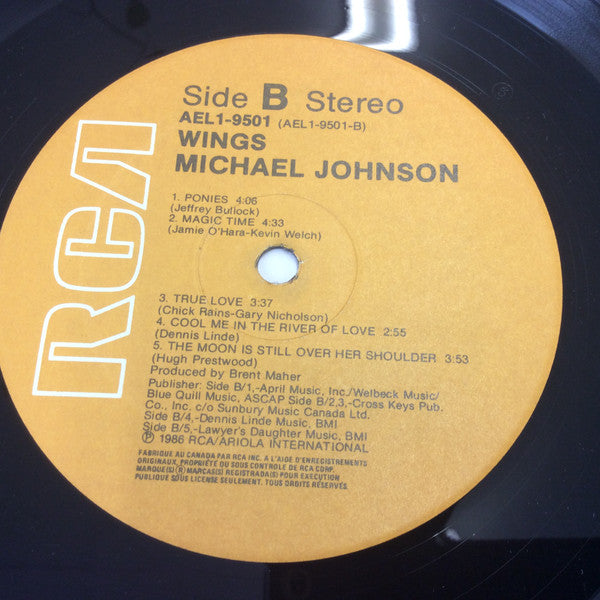 RCA
Side B Stereo
AEL1-9501 (AEL1-9501-B)
WINGS
MICHAEL JOHNSON
1. PONIES 4:06
(Jeffrey Bullock)
2. MAGIC TIME 4:33
(Jamie O'Hara-Kevin Welch)
3. TRUE LOVE 3:37
(Chick Rains-Gary Nicholson)
4. COOL ME IN THE RIVER OF LOVE 2:55
(Dennis Linde)
5. THE MOON IS STILL OVER HER SHOULDER 3:53
(Hugh Prestwood)
Produced by Brent Maher
Publisher: Side B/1,-April Music, Inc./Welbeck Music/
Blue Quill Music, ASCAP Side B/2,3,-Cross Keys Pub.
Co., Inc. c/o Sunbury Music Canada Ltd.
Side B/4,-Dennis Linde Music, BMI
Side B/5,-Lawyer's Daughter Music, BMI
Ⓟ 1986 RCA/ARIOLA INTERNATIONAL
FABRIQUE AU CANADA PAR RCA INC. A L'AIDE D'ENREGISTREMENTS
ORIGINAUX, PROPRIÉTÉ OU SOUS CONTROLE DE RCA CORP.
MARQUE(S) ® MARCAS(S) REGISTRADA(S) POUR EXECUTION
PUBLIQUE SOUS LICENSE SEULEMENT. TOUS DROITS RÉSERVÉS